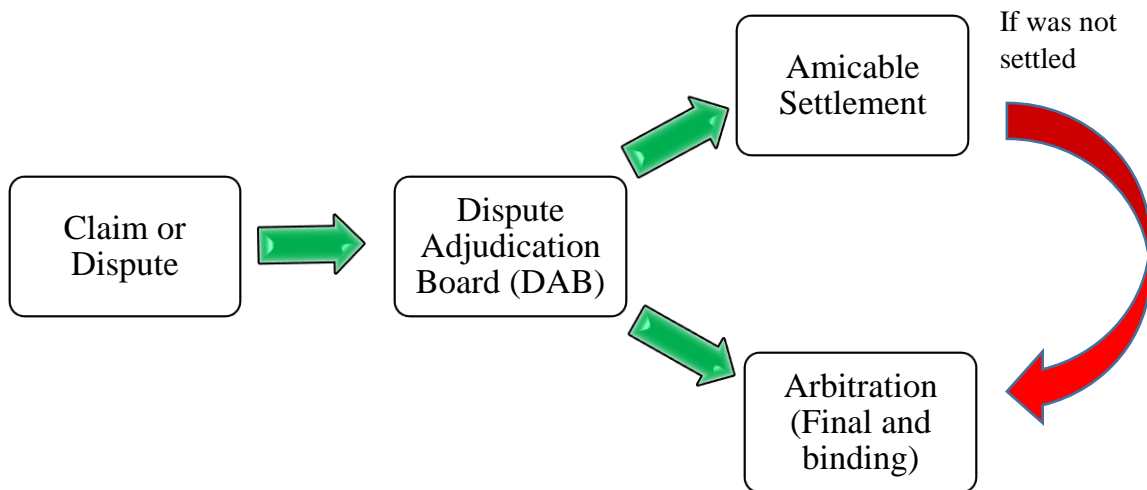 Claim or
Dispute
Dispute
Adjudication
Board (DAB)
Amicable
Settlement
If was not
settled
Arbitration
(Final and
binding)